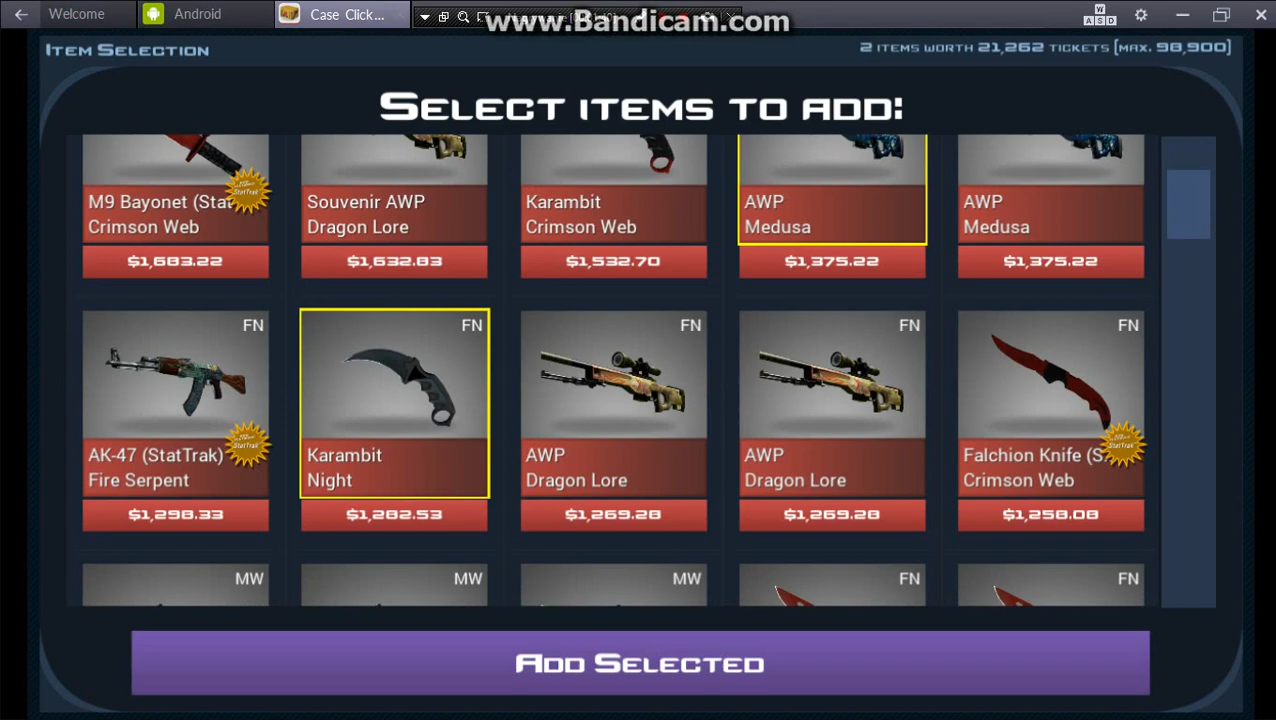 Welcome
Android
Case Click...
www.Bandicam.com
W
A S D
Item Selection
2 items worth 21,262 tickets [max. 98,900]
Select items to add:
M9 Bayonet (Stat
Crimson Web
StatTrak
$1,683.22
Souvenir AWP
Dragon Lore
$1,632.83
Karambit
Crimson Web
$1,532.70
AWP
Medusa
$1,375.22
AWP
Medusa
$1,375.22
FN
AK-47 (StatTrak)
Fire Serpent
StatTrak
$1,298.33
FN
Karambit
Night
$1,282.53
FN
AWP
Dragon Lore
$1,269.28
FN
AWP
Dragon Lore
$1,269.28
FN
Falchion Knife (S...
Crimson Web
StatTrak
$1,258.08
MW
MW
MW
FN
FN
Add Selected